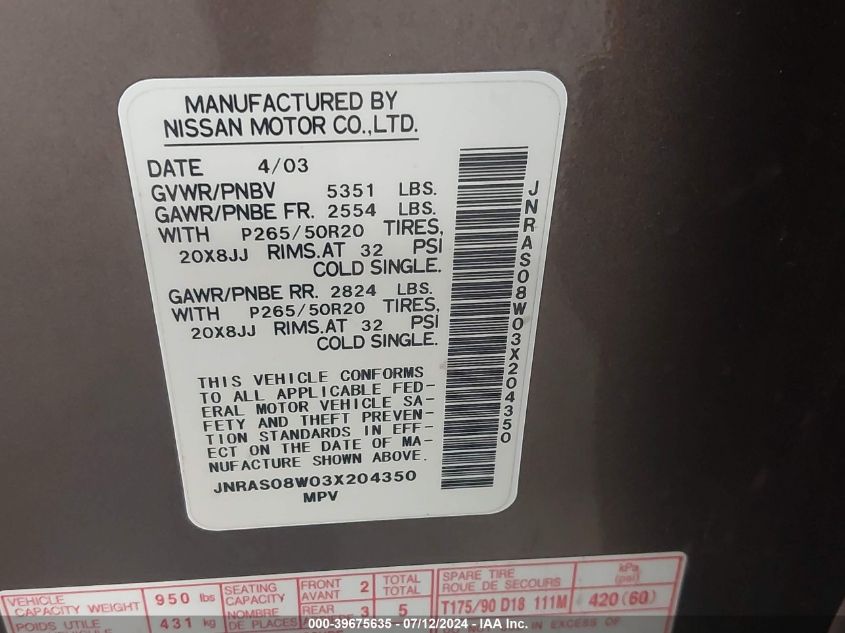 MANUFACTURED BY
NISSAN MOTOR CO.,LTD.
DATE 4/03
GVWR/PNBV 5351 LBS.
GAWR/PNBE FR. 2554 LBS.
WITH P265/50R20 TIRES,
20X8JJ RIMS.AT 32 PSI
COLD SINGLE.
GAWR/PNBE RR. 2824 LBS.
WITH P265/50R20 TIRES,
20X8JJ RIMS.AT 32 PSI
COLD SINGLE.
THIS VEHICLE CONFORMS
TO ALL APPLICABLE FED-
ERAL MOTOR VEHICLE SA-
FETY AND THEFT PREVEN-
TION STANDARDS IN EFF-
ECT ON THE DATE OF MA-
NUFACTURE SHOWN ABOVE.
JNRAS08W03X204350
MPV
JNRAS08W03X204350
VEHICLE
CAPACITY WEIGHT 950 lbs
POIDS UTILE 431 kg
SEATING
CAPACITY
NOMBRE
FRONT
AVANT 2
REAR 3
TOTAL
TOTAL
5
SPARE TIRE
ROUE DE SECOURS
T175/90 D18 111M
kPa
(psi)
420(60)
IN EXCESS OF
000-39675635 - 07/12/2024 - IAA Inc.